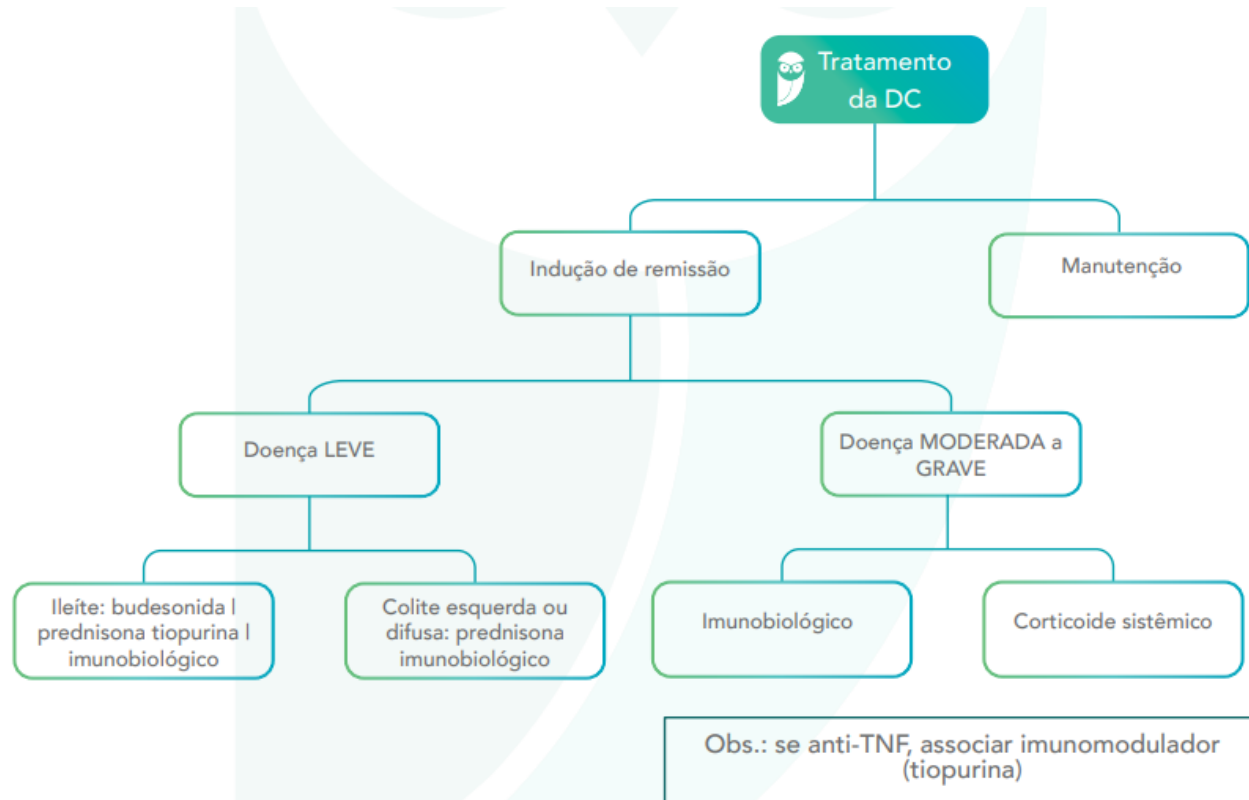 Tratamento
da DC
Indução de remissão
Manutenção
Doença LEVE
Doença MODERADA a
GRAVE
Ileíte: budesonida |
prednisona tiopurina |
imunobiológico
Colite esquerda ou
difusa: prednisona
imunobiológico
Imunobiológico
Corticoide sistêmico
Obs.: se anti-TNF, associar imunomodulador
(tiopurina)